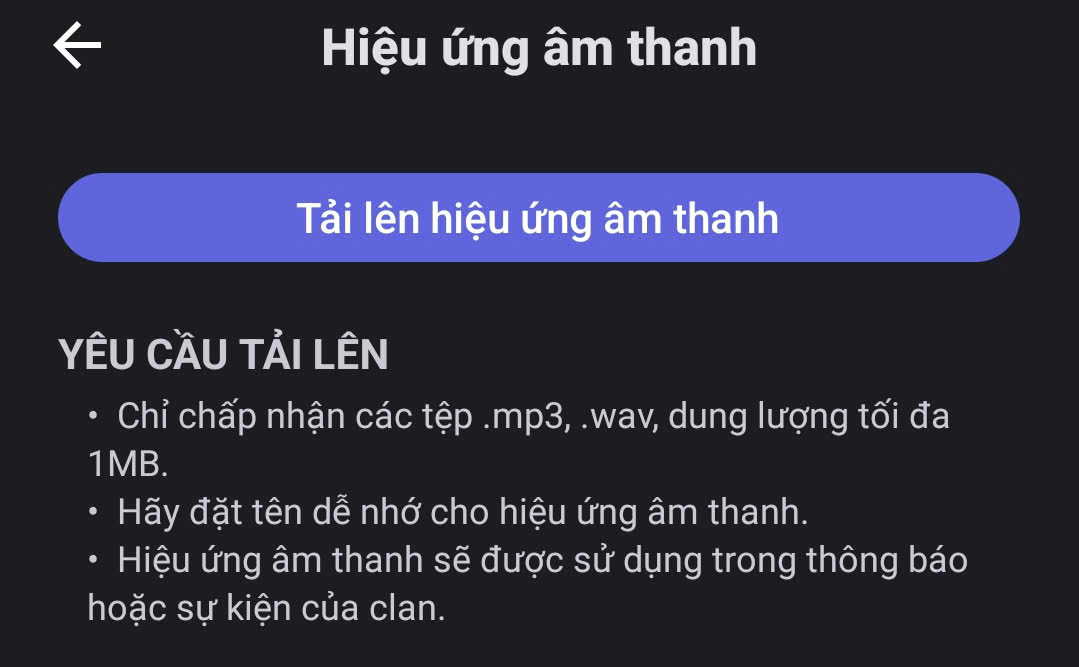 Hiệu ứng âm thanh
Tải lên hiệu ứng âm thanh
YÊU CẦU TẢI LÊN
• Chỉ chấp nhận các tệp .mp3, .wav, dung lượng tối đa
1MB.
• Hãy đặt tên dễ nhớ cho hiệu ứng âm thanh.
• Hiệu ứng âm thanh sẽ được sử dụng trong thông báo
hoặc sự kiện của clan.